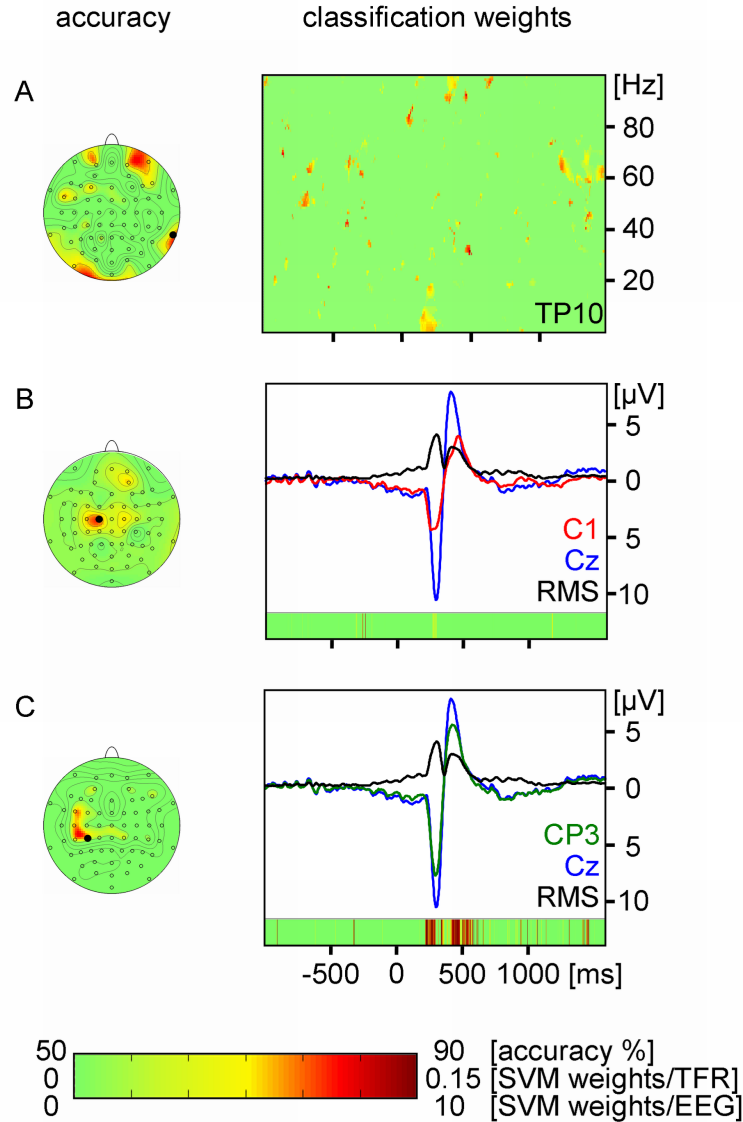 accuracy classification weights
A
[Hz]
80
60
40
20
TP10
B
[µV]
5
0
5
10
C1
Cz
RMS
C
[µV]
5
0
5
10
CP3
Cz
RMS
-500 0 500 1000 [ms]
50 90 [accuracy %]
0 0.15 [SVM weights/TFR]
0 10 [SVM weights/EEG]